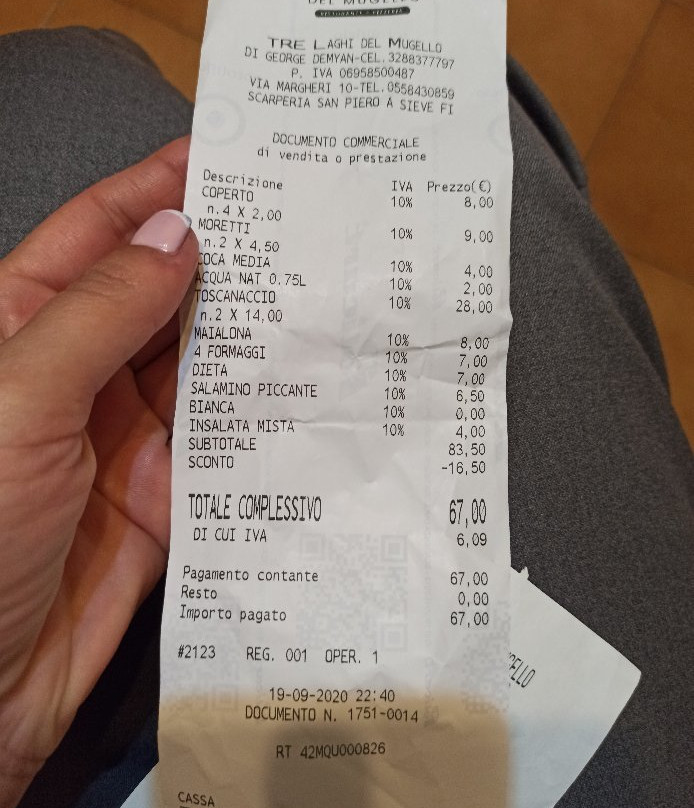 DEL MUGELLO
RISTORANTE - PIZZERIA
TRE LAGHI DEL MUGELLO
DI GEORGE DEMYAN-CEL.3288377797
P. IVA 06958500487
VIA MARGHERI 10-TEL.0558430859
SCARPERIA SAN PIERO A SIEVE FI
DOCUMENTO COMMERCIALE
di vendita o prestazione
Descrizione IVA Prezzo(€)
COPERTO 10% 8,00
n.4 X 2,00
MORETTI 10% 9,00
n.2 X 4,50
COCA MEDIA 10% 4,00
ACQUA NAT 0.75L 10% 2,00
TOSCANACCIO 10% 28,00
n.2 X 14,00
MAIALONA 10% 8,00
4 FORMAGGI 10% 7,00
DIETA 10% 7,00
SALAMINO PICCANTE 10% 6,50
BIANCA 10% 0,00
INSALATA MISTA 10% 4,00
SUBTOTALE 83,50
SCONTO -16,50
TOTALE COMPLESSIVO 67,00
DI CUI IVA 6,09
Pagamento contante 67,00
Resto 0,00
Importo pagato 67,00
#2123 REG. 001 OPER. 1
19-09-2020 22:40
DOCUMENTO N. 1751-0014
RT 42MQU000826
CASSA